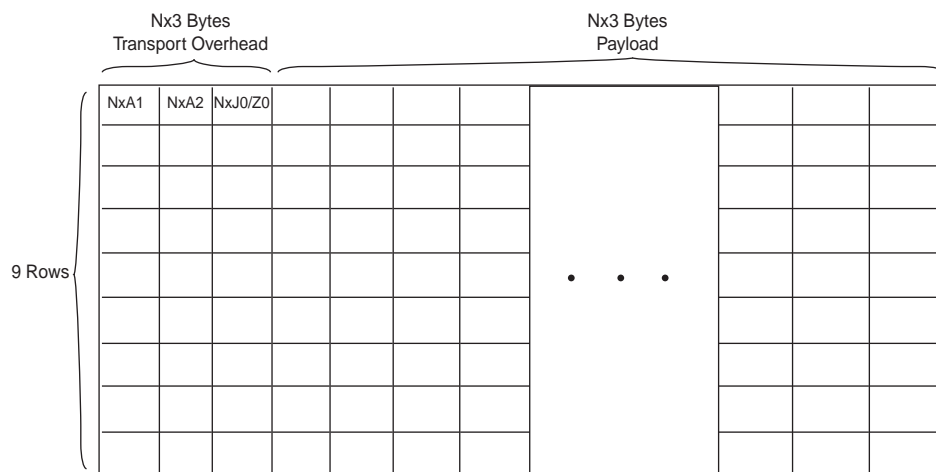 Nx3 Bytes
Transport Overhead
Nx3 Bytes
Payload
NxA1 NxA2 NxJ0/Z0
9 Rows